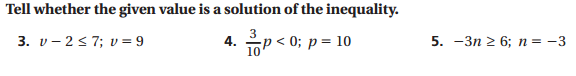 Tell whether the given value is a solution of the inequality.
3. v − 2 ≤ 7; v = 9 4. 3/10 p < 0; p = 10 5. −3n ≥ 6; n = −3